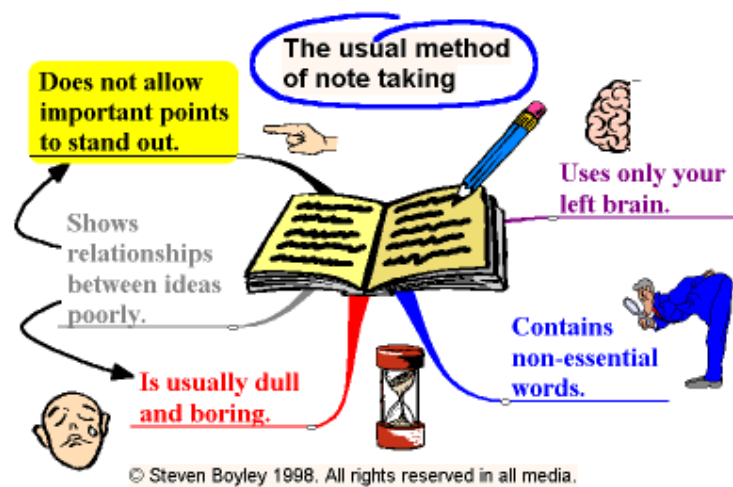 The usual method
of note taking
Does not allow
important points
to stand out.
Uses only your
left brain.
Shows
relationships
between ideas
poorly.
Contains
non-essential
words.
Is usually dull
and boring.
© Steven Boyley 1998. All rights reserved in all media.